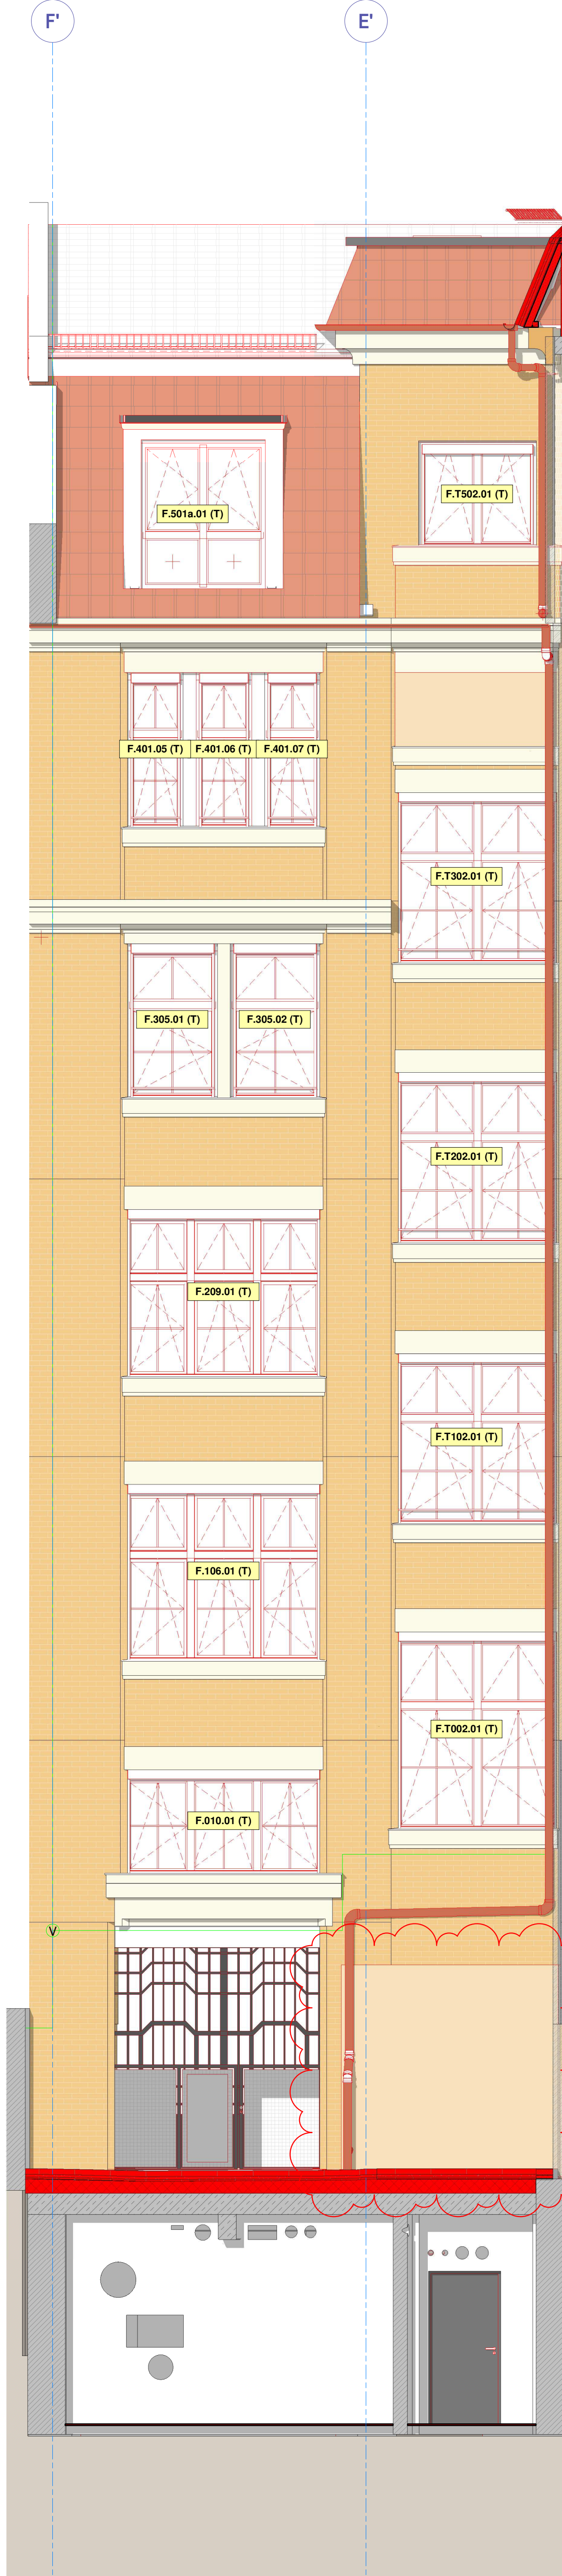 F'
E'
F.T502.01 (T)
F.501a.01 (T)
F.401.05 (T)
F.401.06 (T)
F.401.07 (T)
F.T302.01 (T)
F.305.01 (T)
F.305.02 (T)
F.T202.01 (T)
F.209.01 (T)
F.T102.01 (T)
F.106.01 (T)
F.T002.01 (T)
F.010.01 (T)
V